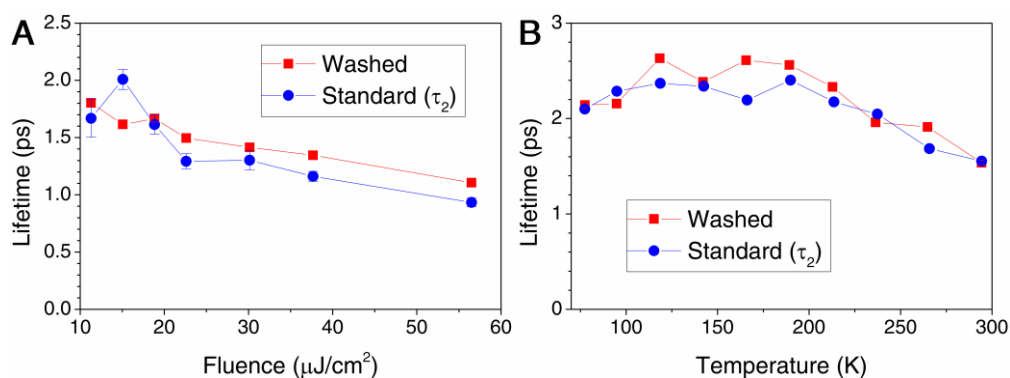 A
Lifetime (ps)
2.5
2.0
1.5
1.0
0.5
0.0
Washed
Standard (τ₂)
10 20 30 40 50 60
Fluence (μJ/cm²)
B
Lifetime (ps)
3
2
1
0
Washed
Standard (τ₂)
100 150 200 250 300
Temperature (K)